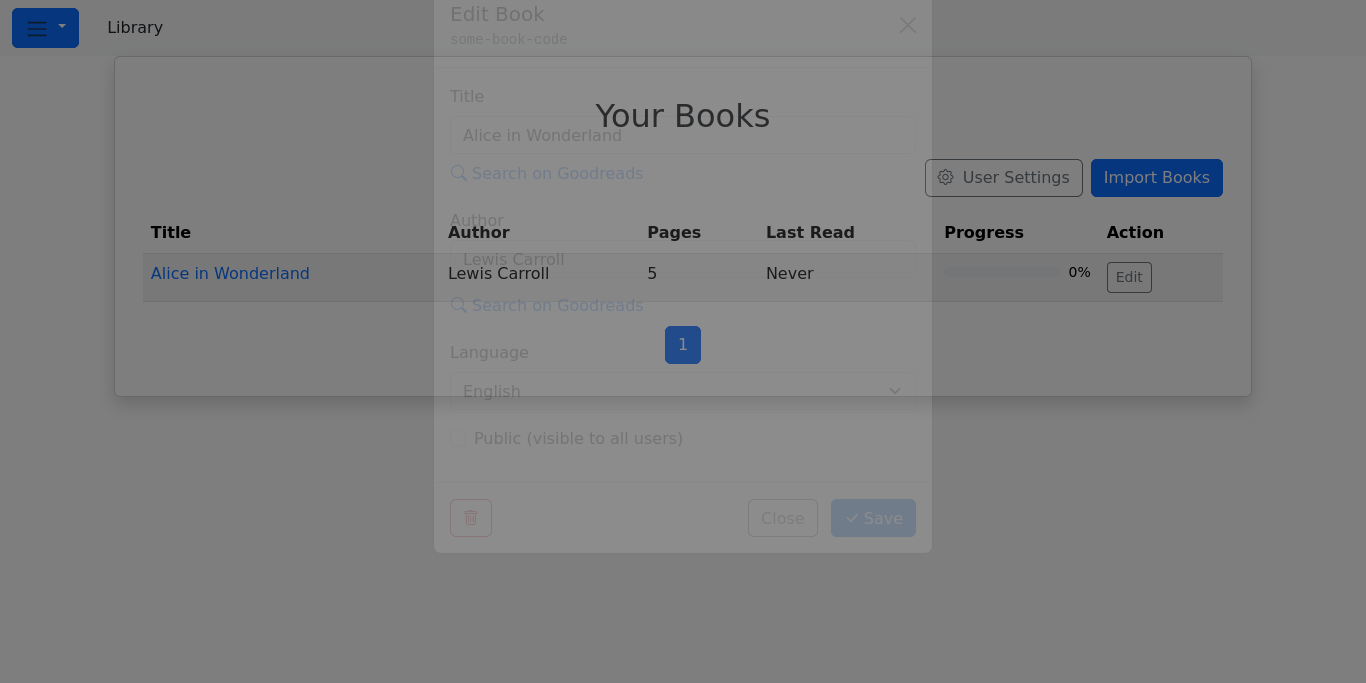 Library
Edit Book
some-book-code
Title
Your Books
Alice in Wonderland
Search on Goodreads
User Settings
Import Books
Author
Title Author Pages Last Read Progress Action
Lewis Carroll
Alice in Wonderland Lewis Carroll 5 Never 0% Edit
Search on Goodreads
1
Language
English
Public (visible to all users)
Close
Save